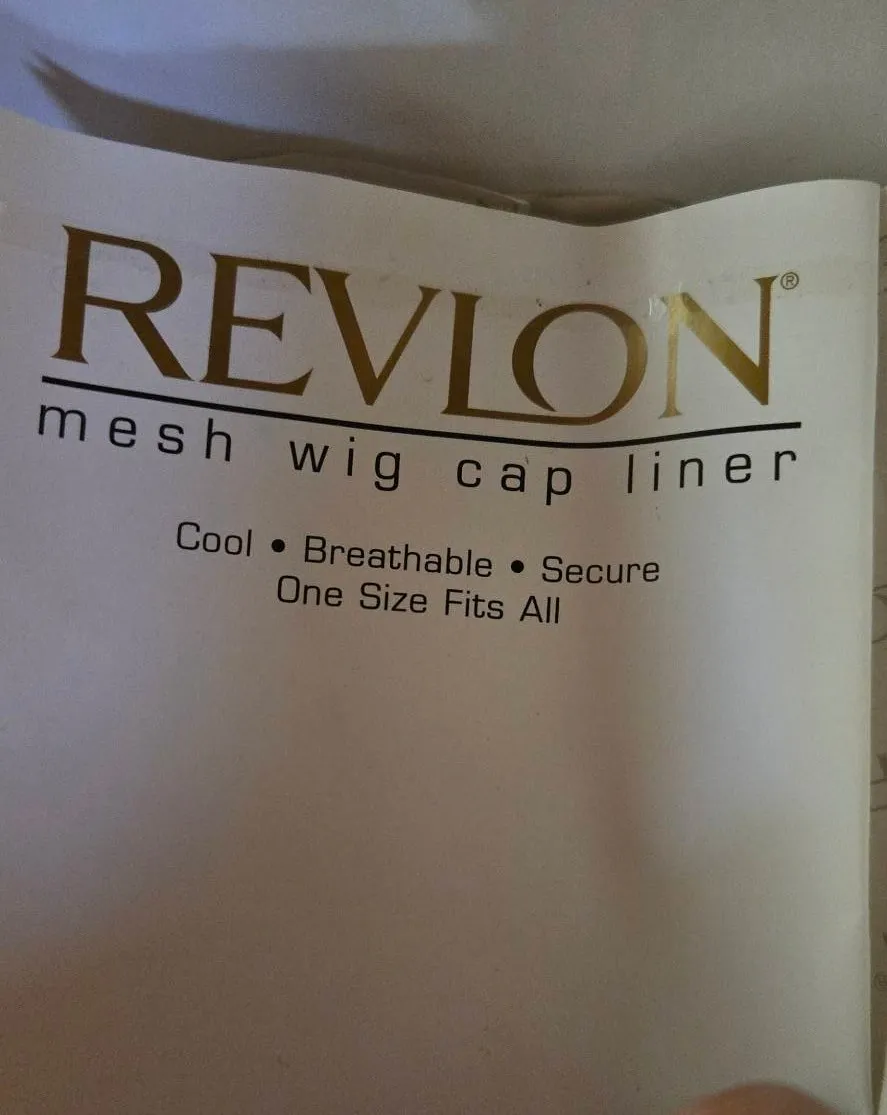 REVLON®
mesh wig cap liner
Cool • Breathable • Secure
One Size Fits All